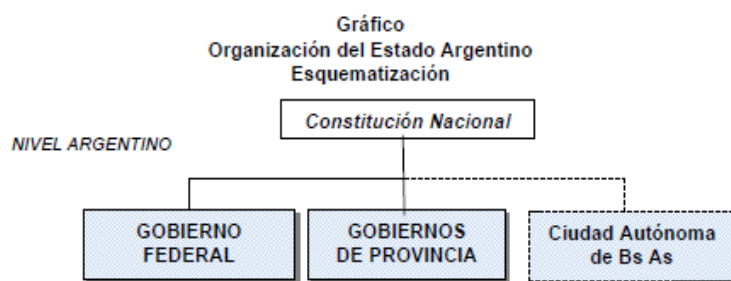 Gráfico
Organización del Estado Argentino
Esquematización
Constitución Nacional
NIVEL ARGENTINO
GOBIERNO
FEDERAL
GOBIERNOS
DE PROVINCIA
Ciudad Autónoma
de Bs As